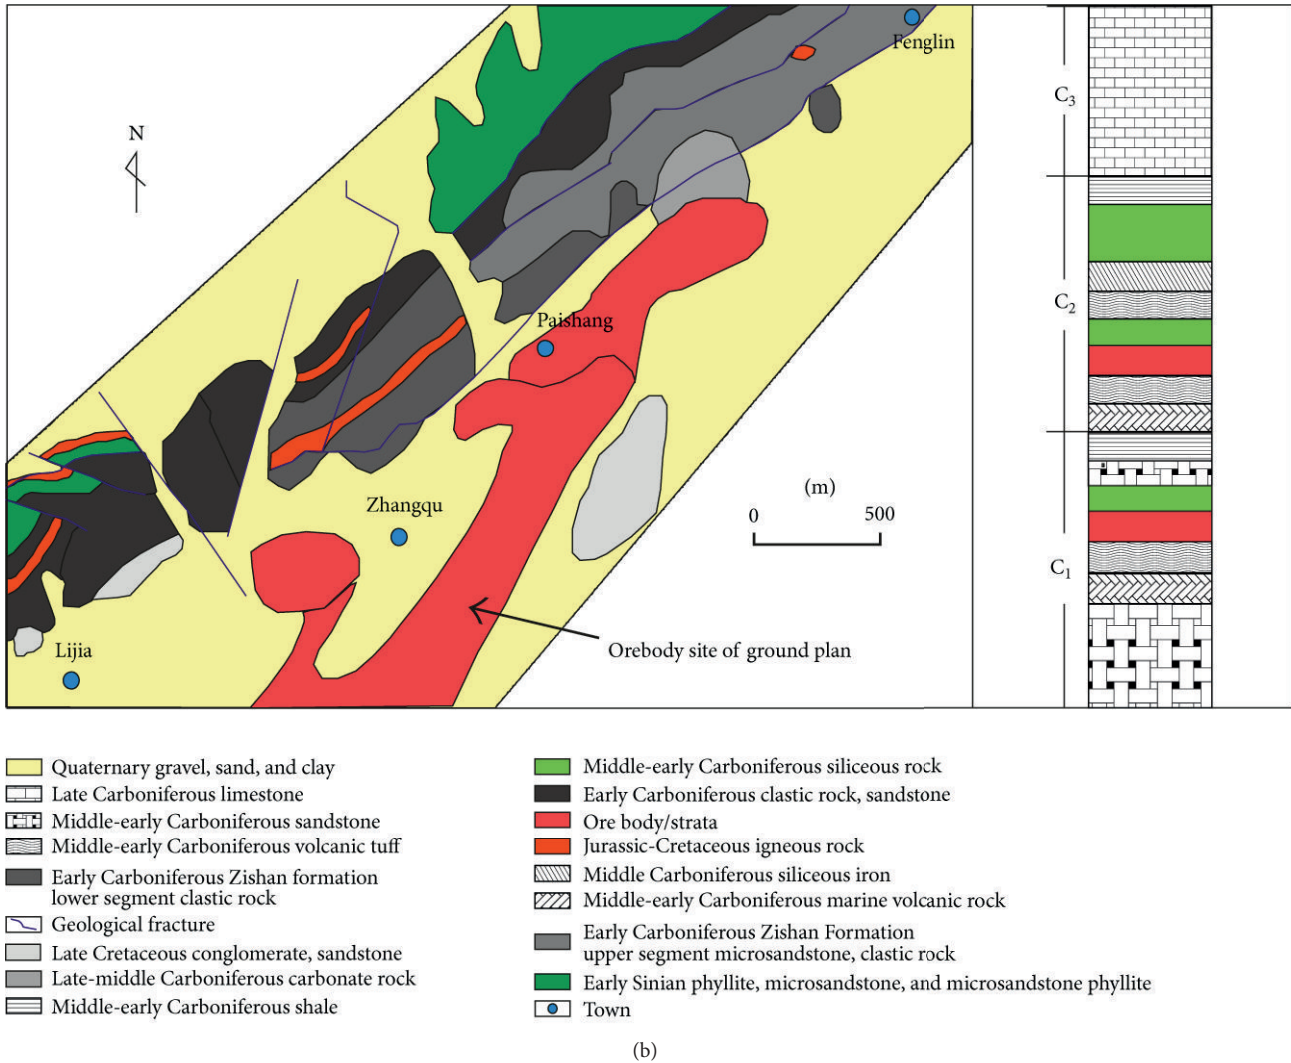 Fenglin
N
Paishang
Zhangqu
(m)
0 500
Orebody site of ground plan
Lijia
C3
C2
C1
Quaternary gravel, sand, and clay
Late Carboniferous limestone
Middle-early Carboniferous sandstone
Middle-early Carboniferous volcanic tuff
Early Carboniferous Zishan formation
lower segment clastic rock
Geological fracture
Late Cretaceous conglomerate, sandstone
Late-middle Carboniferous carbonate rock
Middle-early Carboniferous shale
Middle-early Carboniferous siliceous rock
Early Carboniferous clastic rock, sandstone
Ore body/strata
Jurassic-Cretaceous igneous rock
Middle Carboniferous siliceous iron
Middle-early Carboniferous marine volcanic rock
Early Carboniferous Zishan Formation
upper segment microsandstone, clastic rock
Early Sinian phyllite, microsandstone, and microsandstone phyllite
Town
(b)